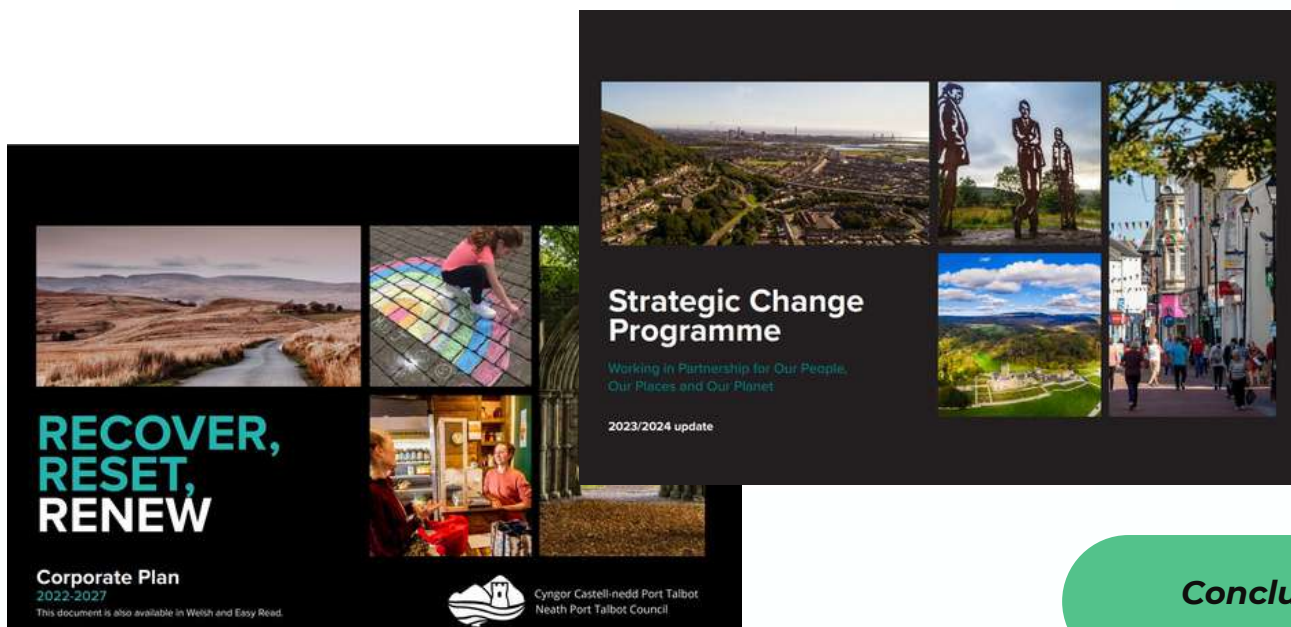 Strategic Change
Programme
Working in Partnership for Our People,
Our Places and Our Planet
2023/2024 update
RECOVER,
RESET,
RENEW
Corporate Plan
2022-2027
This document is also available in Welsh and Easy Read.
Cyngor Castell-nedd Port Talbot
Neath Port Talbot Council